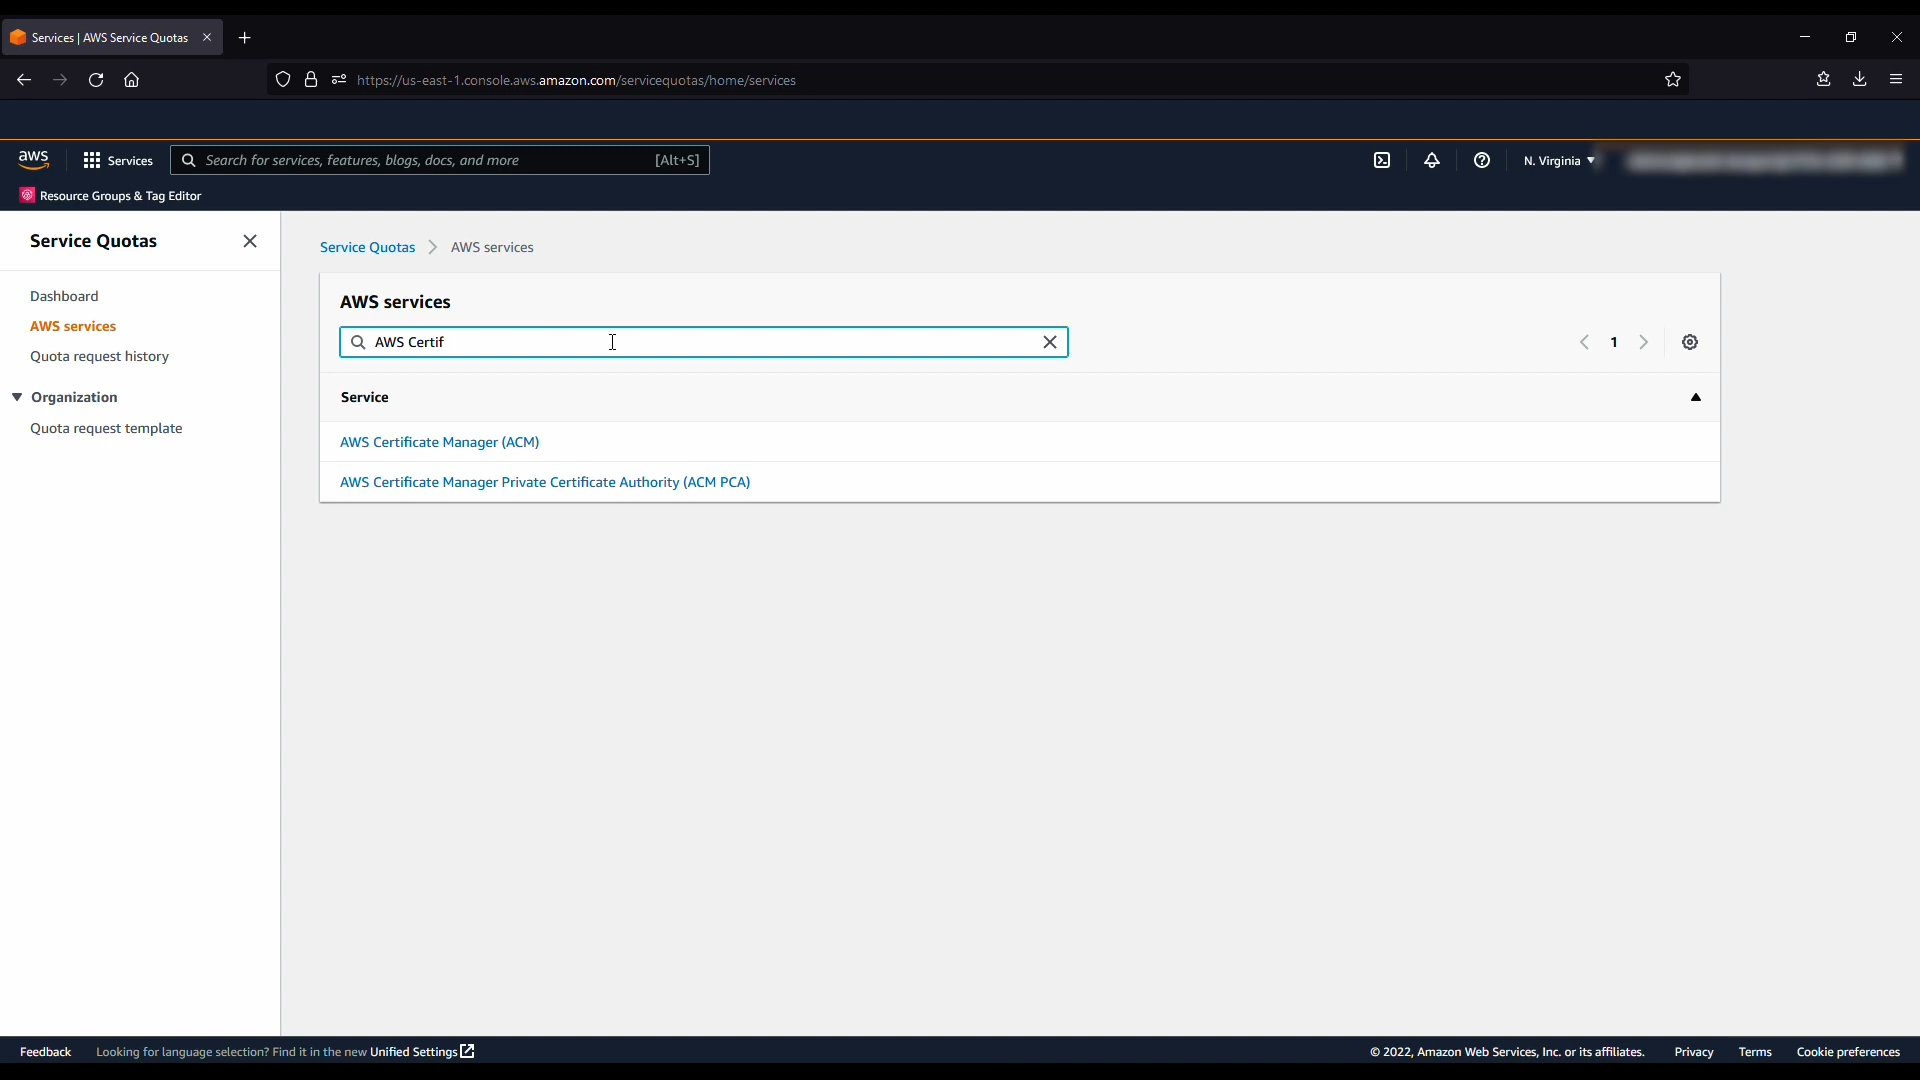 Services | AWS Service Quotas
https://us-east-1.console.aws.amazon.com/servicequotas/home/services
aws
Services
Search for services, features, blogs, docs, and more [Alt+S]
N. Virginia
Resource Groups & Tag Editor
Service Quotas
Dashboard
AWS services
Quota request history
Organization
Quota request template
Service Quotas AWS services
AWS services
AWS Certif
1
Service
AWS Certificate Manager (ACM)
AWS Certificate Manager Private Certificate Authority (ACM PCA)
Feedback Looking for language selection? Find it in the new Unified Settings © 2022, Amazon Web Services, Inc. or its affiliates. Privacy Terms Cookie preferences